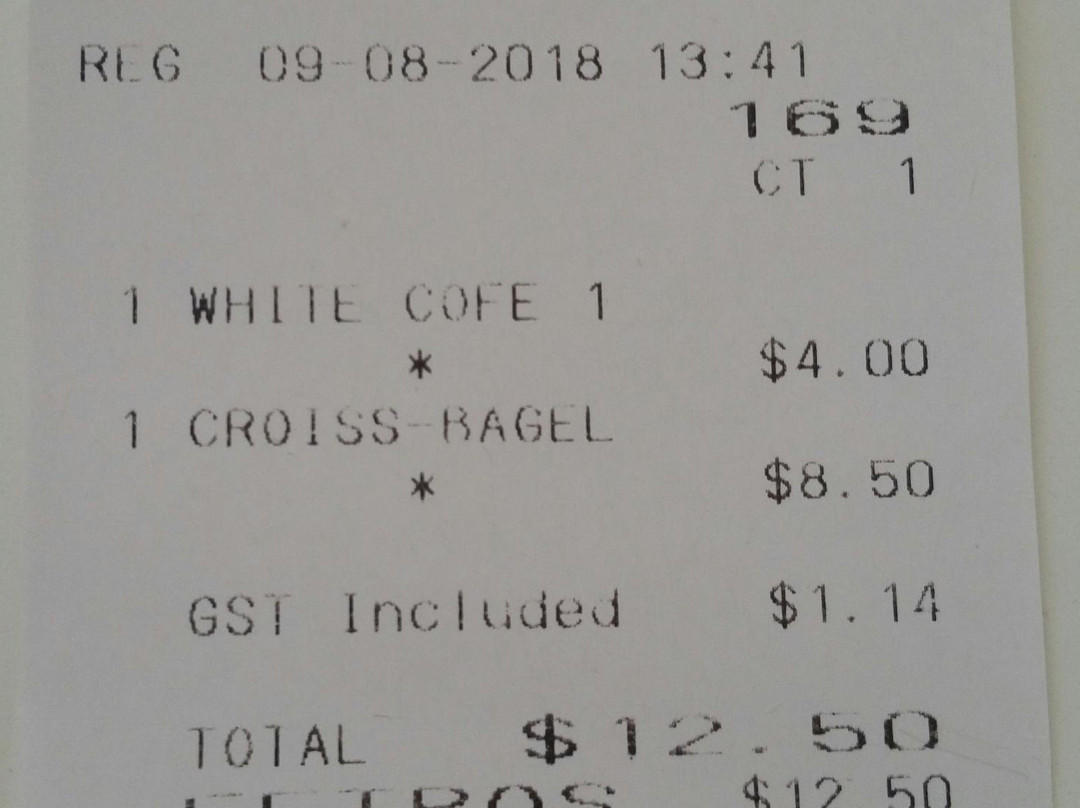 REG 09-08-2018 13:41
169
CT 1
1 WHITE COFE 1
* $4.00
1 CROISS-BAGEL
* $8.50
GST Included $1.14
TOTAL $12.50
EFTPOS $12.50